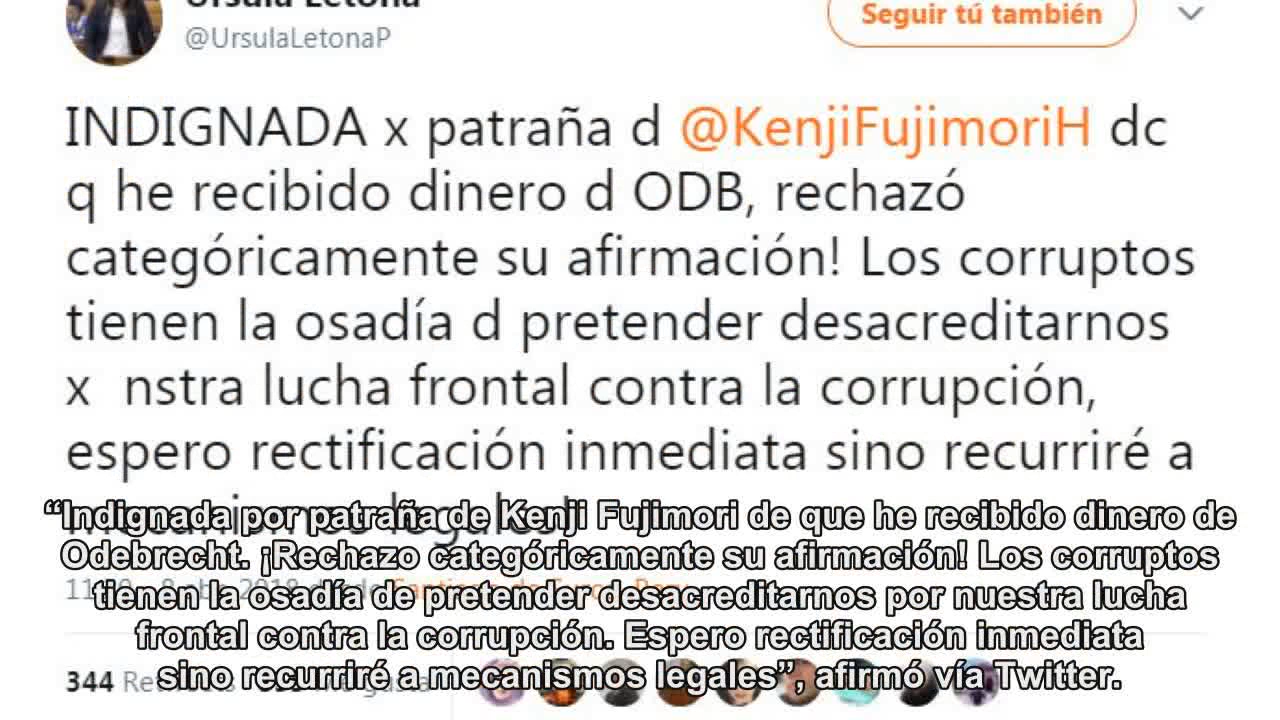 Ursula Letona
@UrsulaLetonaP
Seguir tú también
INDIGNADA x patraña d @KenjiFujimoriH dc
q he recibido dinero d ODB, rechazó
categóricamente su afirmación! Los corruptos
tienen la osadía d pretender desacreditarnos
x nstra lucha frontal contra la corrupción,
espero rectificación inmediata sino recurriré a
“Indignada por patraña de Kenji Fujimori de que he recibido dinero de
Odebrecht. ¡Rechazo categóricamente su afirmación! Los corruptos
tienen la osadía de pretender desacreditarnos por nuestra lucha
frontal contra la corrupción. Espero rectificación inmediata
sino recurriré a mecanismos legales”, afirmó vía Twitter.
344